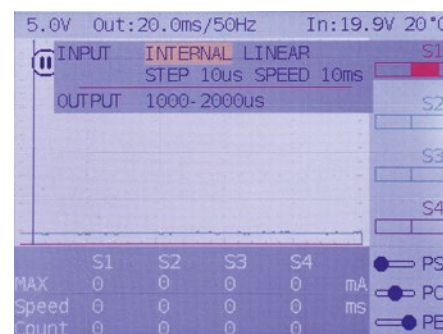 5.0V Out:20.0ms/50Hz In:19.9V 20°C
INPUT INTERNAL LINEAR
STEP 10us SPEED 10ms
OUTPUT 1000-2000us
S1
S2
S3
S4
S1 S2 S3 S4
MAX 0 0 0 0 mA
Speed 0 0 0 0 ms
Count 0 0 0 0
PS
PC
PE